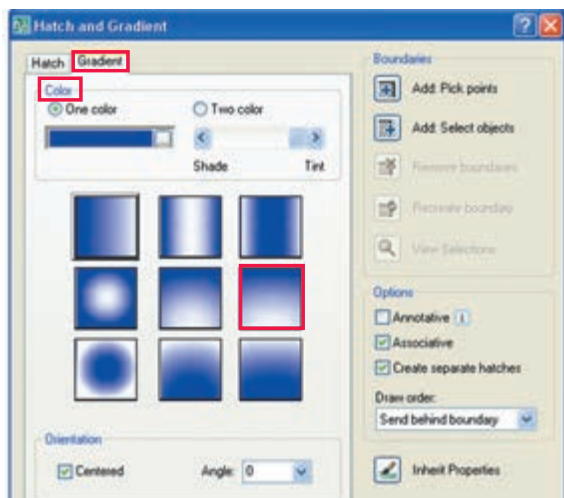 Hatch and Gradient
Hatch Gradient
Color
One color Two color
Shade Tint
Orientation
Centered Angle: 0
Boundaries
Add: Pick points
Add: Select objects
Remove boundaries
Recreate boundary
View Selections
Options
Annotative
Associative
Create separate hatches
Draw order:
Send behind boundary
Inherit Properties